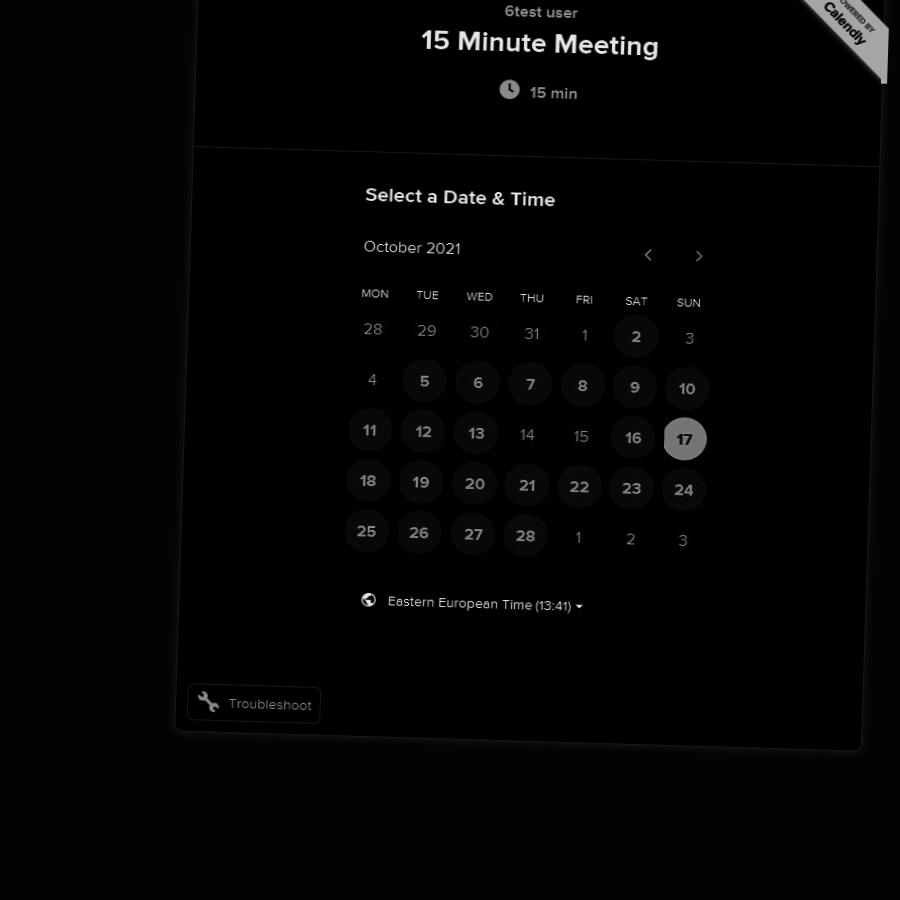 6test user
POWERED BY
Calendly
15 Minute Meeting
15 min
Select a Date & Time
October 2021
MON TUE WED THU FRI SAT SUN
28 29 30 31 1 2 3
4 5 6 7 8 9 10
11 12 13 14 15 16 17
18 19 20 21 22 23 24
25 26 27 28 1 2 3
Eastern European Time (13:41)
Troubleshoot